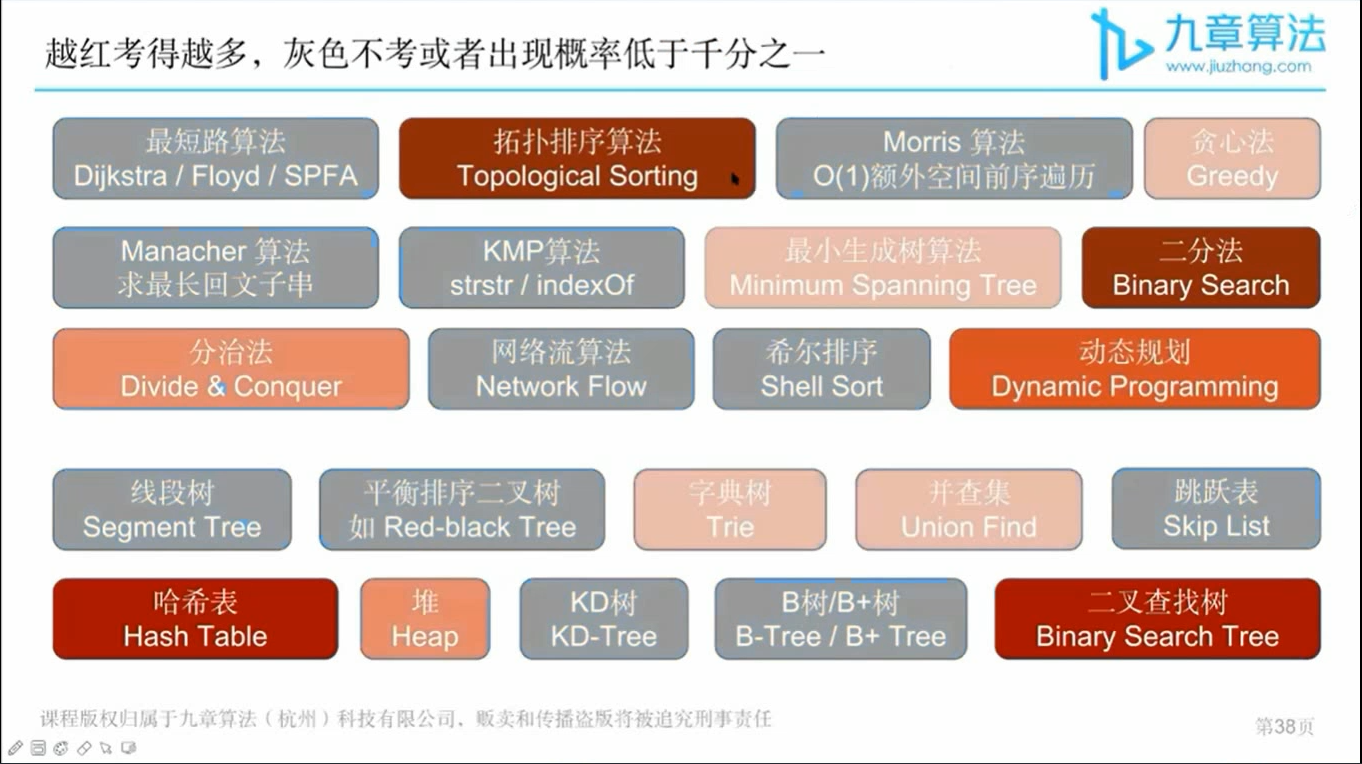 越红考得越多，灰色不考或者出现概率低于千分之一
九章算法
www.jiuzhang.com
最短路算法
Dijkstra / Floyd / SPFA
拓扑排序算法
Topological Sorting
Morris 算法
O(1)额外空间前序遍历
贪心法
Greedy
Manacher 算法
求最长回文子串
KMP算法
strstr / indexOf
最小生成树算法
Minimum Spanning Tree
二分法
Binary Search
分治法
Divide & Conquer
网络流算法
Network Flow
希尔排序
Shell Sort
动态规划
Dynamic Programming
线段树
Segment Tree
平衡排序二叉树
如 Red-black Tree
字典树
Trie
并查集
Union Find
跳跃表
Skip List
哈希表
Hash Table
堆
Heap
KD树
KD-Tree
B树/B+树
B-Tree / B+ Tree
二叉查找树
Binary Search Tree
课程版权归属于九章算法（杭州）科技有限公司，贩卖和传播盗版将被追究刑事责任
第38页